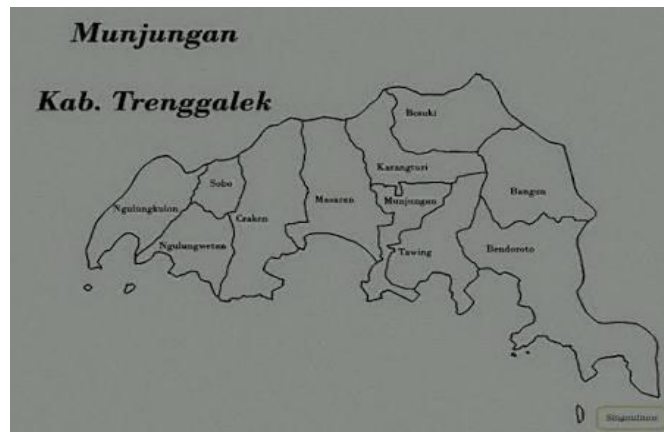 Munjungan
Kab. Trenggalek
Besuki
Karangturi
Sobo
Bangun
Ngulungkulon
Craken
Masaran
Munjungan
Ngulungwetan
Tawing
Bendoroto